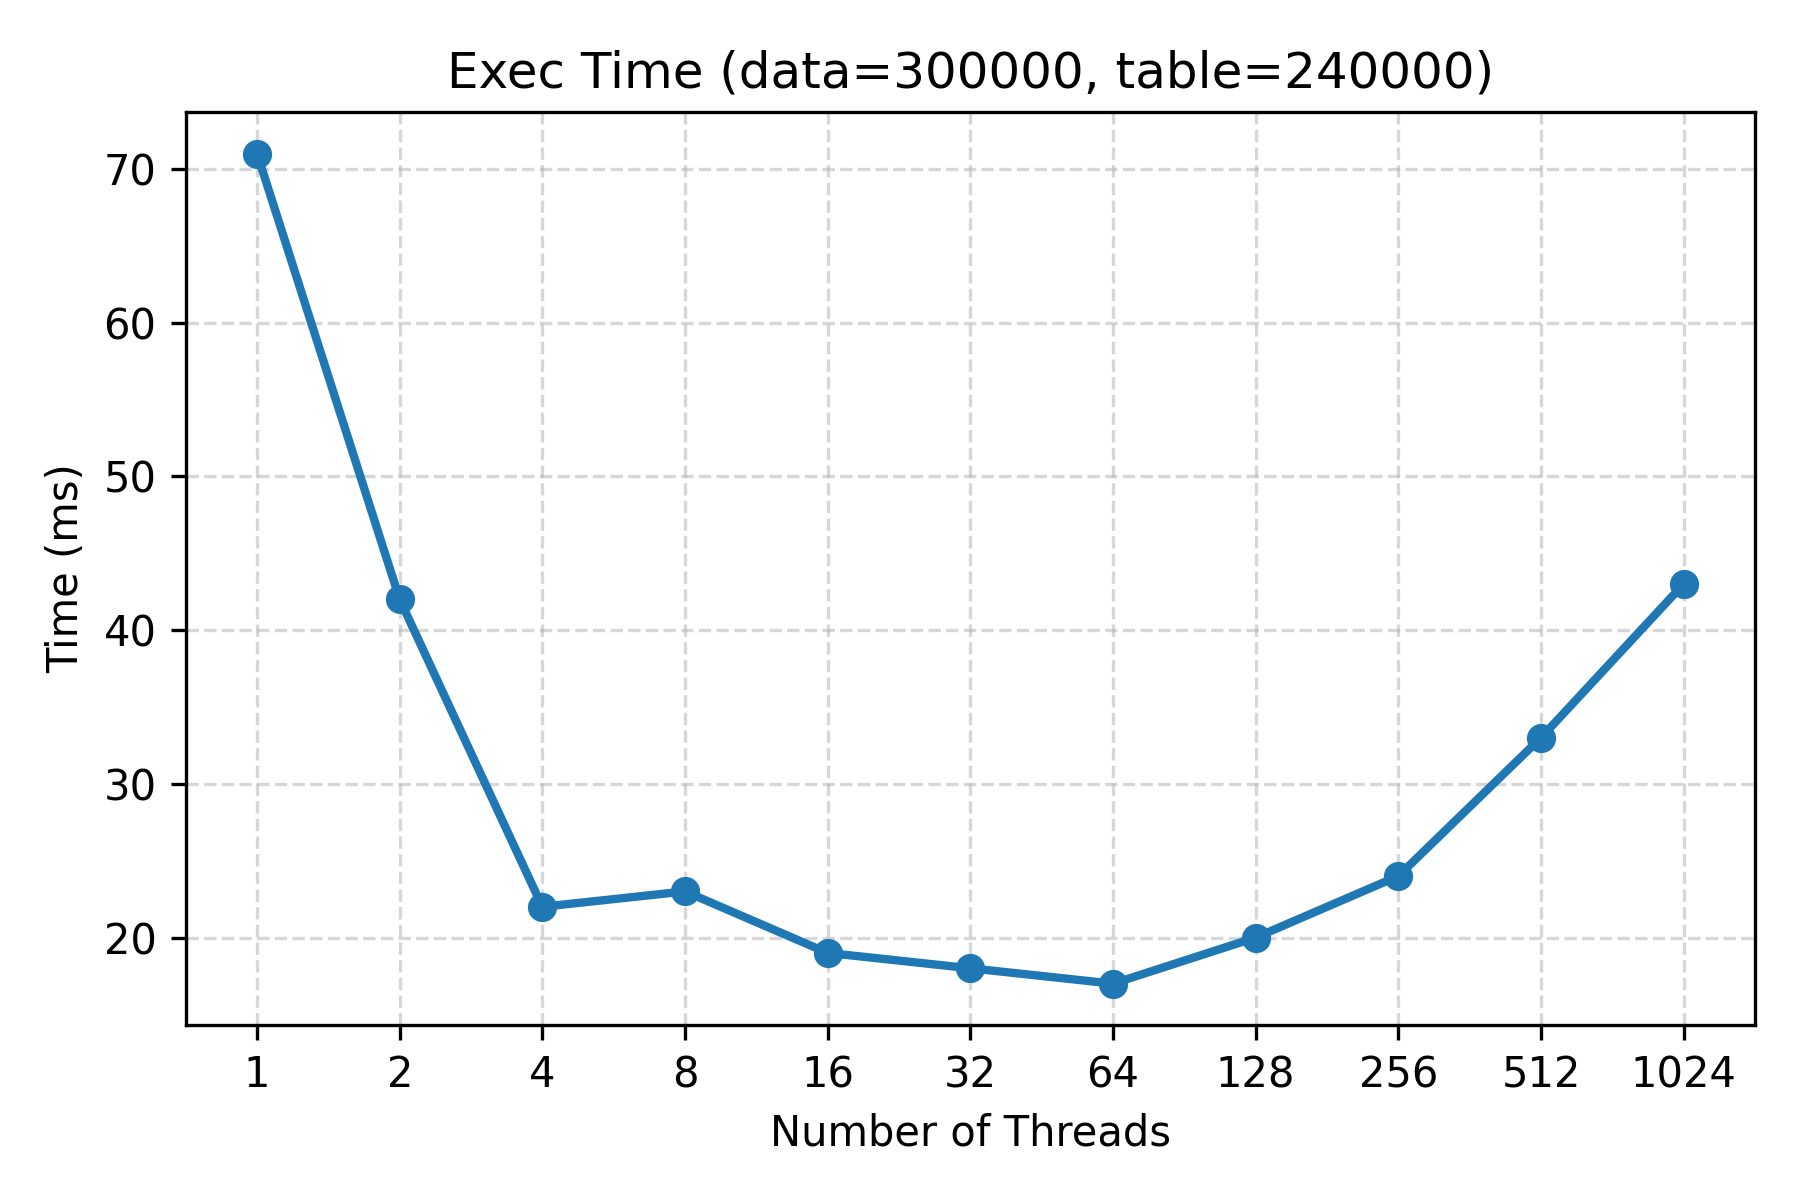 Exec Time (data=300000, table=240000)
70
60
50
40
30
20
Time (ms)
1 2 4 8 16 32 64 128 256 512 1024
Number of Threads